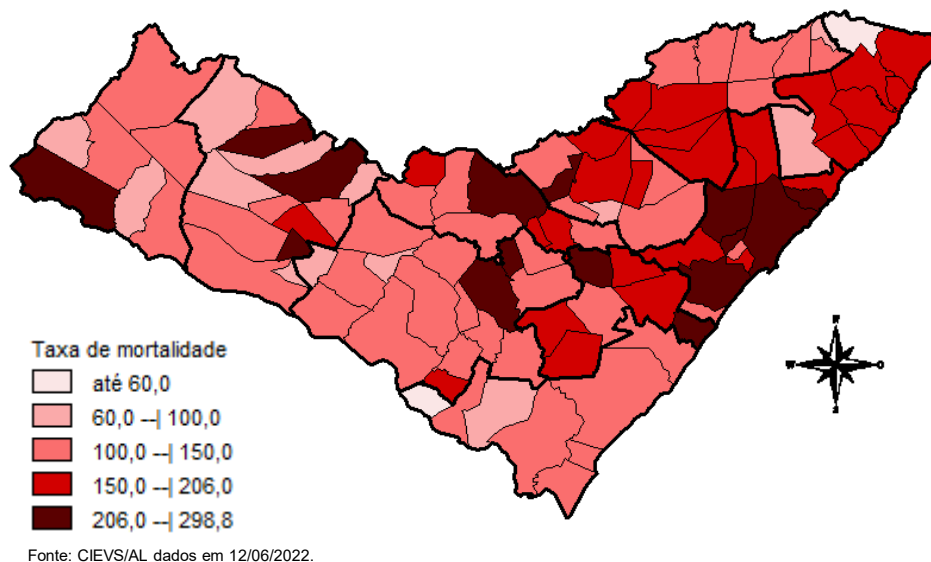 N
W O
S
Taxa de mortalidade
até 60,0
60,0 --| 100,0
100,0 --| 150,0
150,0 --| 206,0
206,0 --| 298,8
Fonte: CIEVS/AL dados em 12/06/2022.